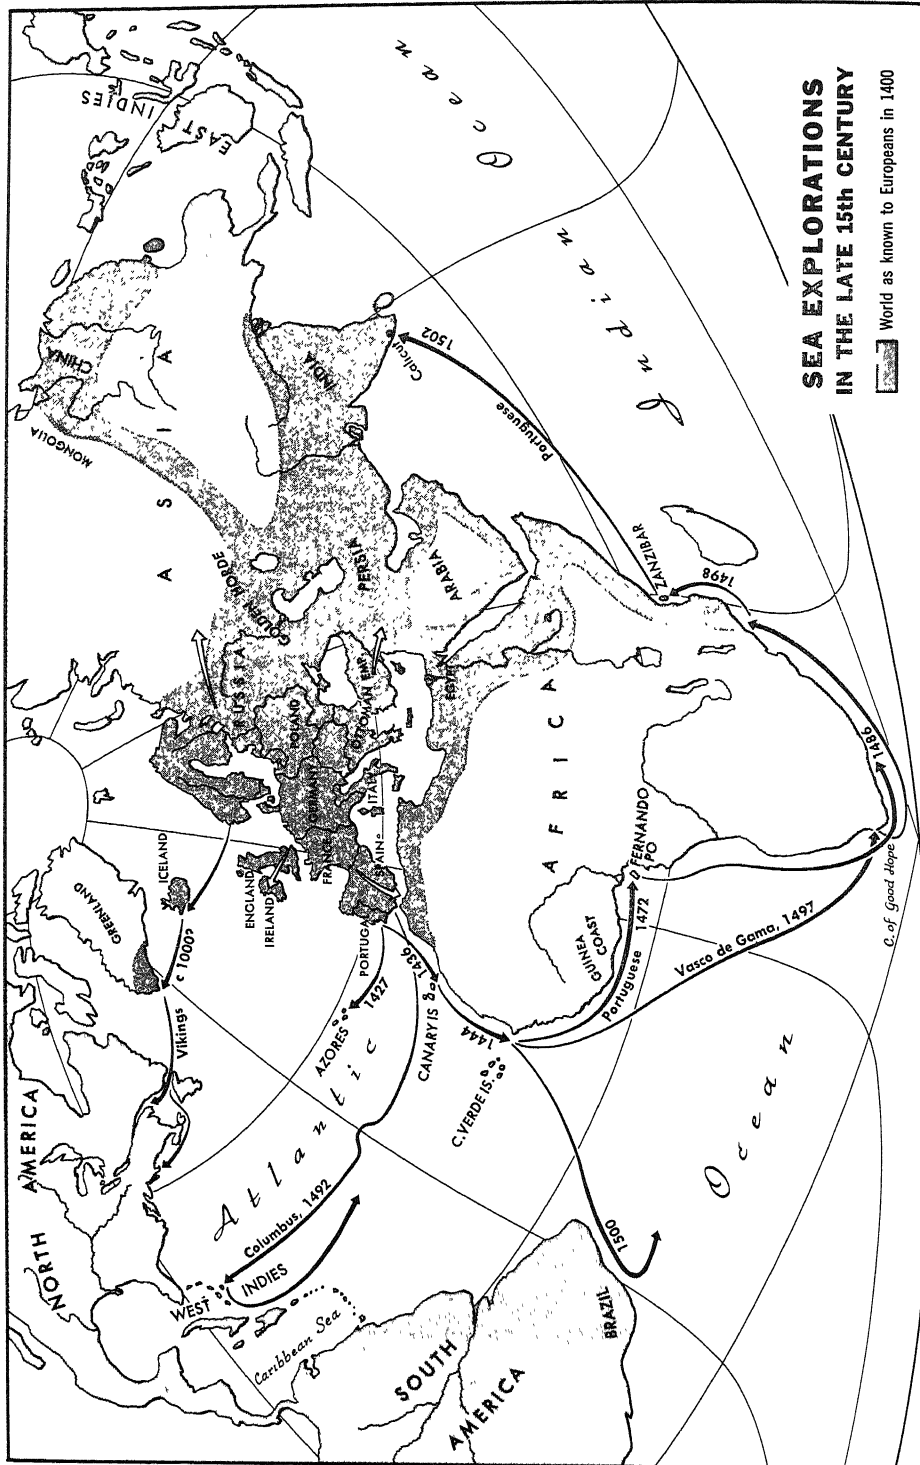 SEA EXPLORATIONS
IN THE LATE 15th CENTURY
World as known to Europeans in 1400
NORTH
AMERICA
GREENLAND
ICELAND
c 1000?
Vikings
ENGLAND
IRELAND
FRANCE
GERMANY
POLAND
RUSSIA
ITALY
SPAIN
PORTUGAL
OTTOMAN EMP.
GOLDEN HORDE
PERSIA
ARABIA
EGYPT
ASIA
MONGOLIA
CHINA
INDIA
EAST
INDIES
Calicut
1502
Portuguese
Indian
Ocean
ZANZIBAR
1498
1486
C. of Good Hope
AFRICA
FERNANDO
PO
GUINEA
COAST
1472
Portuguese
Vasco de Gama, 1497
1436
1427
AZORES
CANARY IS
1444
C. VERDE IS.
Atlantic
Ocean
Columbus, 1492
WEST
INDIES
Caribbean Sea
SOUTH
AMERICA
BRAZIL
1500